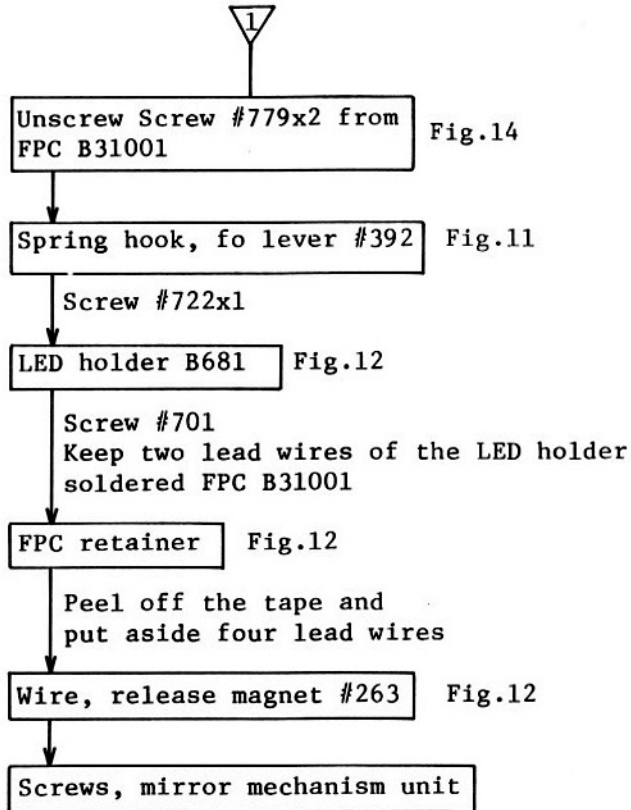 1
Unscrew Screw #779x2 from
FPC B31001
Fig.14
Spring hook, fo lever #392
Fig.11
Screw #722x1
LED holder B681
Fig.12
Screw #701
Keep two lead wires of the LED holder
soldered FPC B31001
FPC retainer
Fig.12
Peel off the tape and
put aside four lead wires
Wire, release magnet #263
Fig.12
Screws, mirror mechanism unit